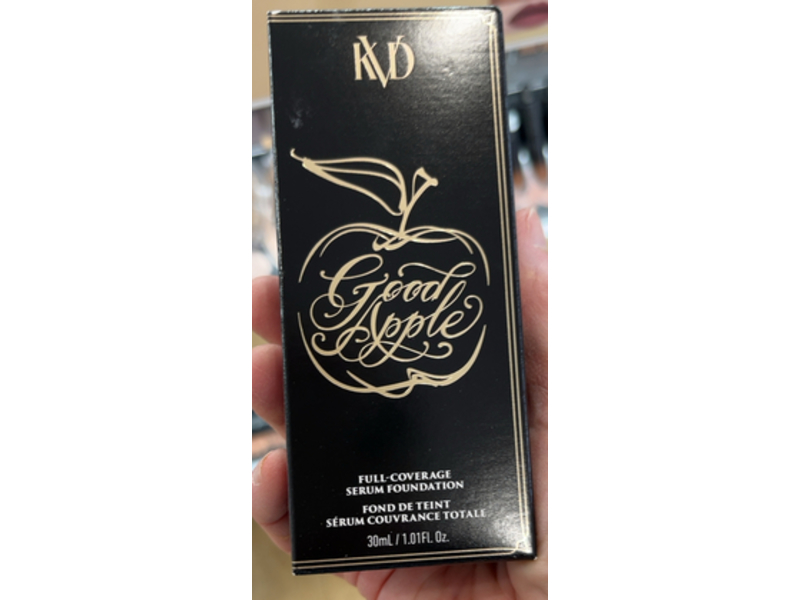 KVD
Good
Apple
FULL-COVERAGE
SERUM FOUNDATION
FOND DE TEINT
SÉRUM COUVRANCE TOTALE
30mL / 1.01Fl. Oz.